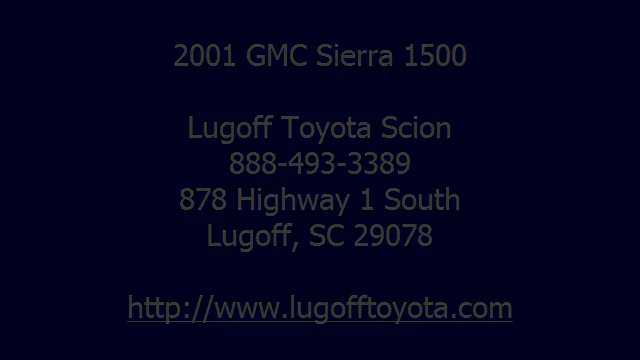 2001 GMC Sierra 1500
Lugoff Toyota Scion
888-493-3389
878 Highway 1 South
Lugoff, SC 29078
http://www.lugofftoyota.com